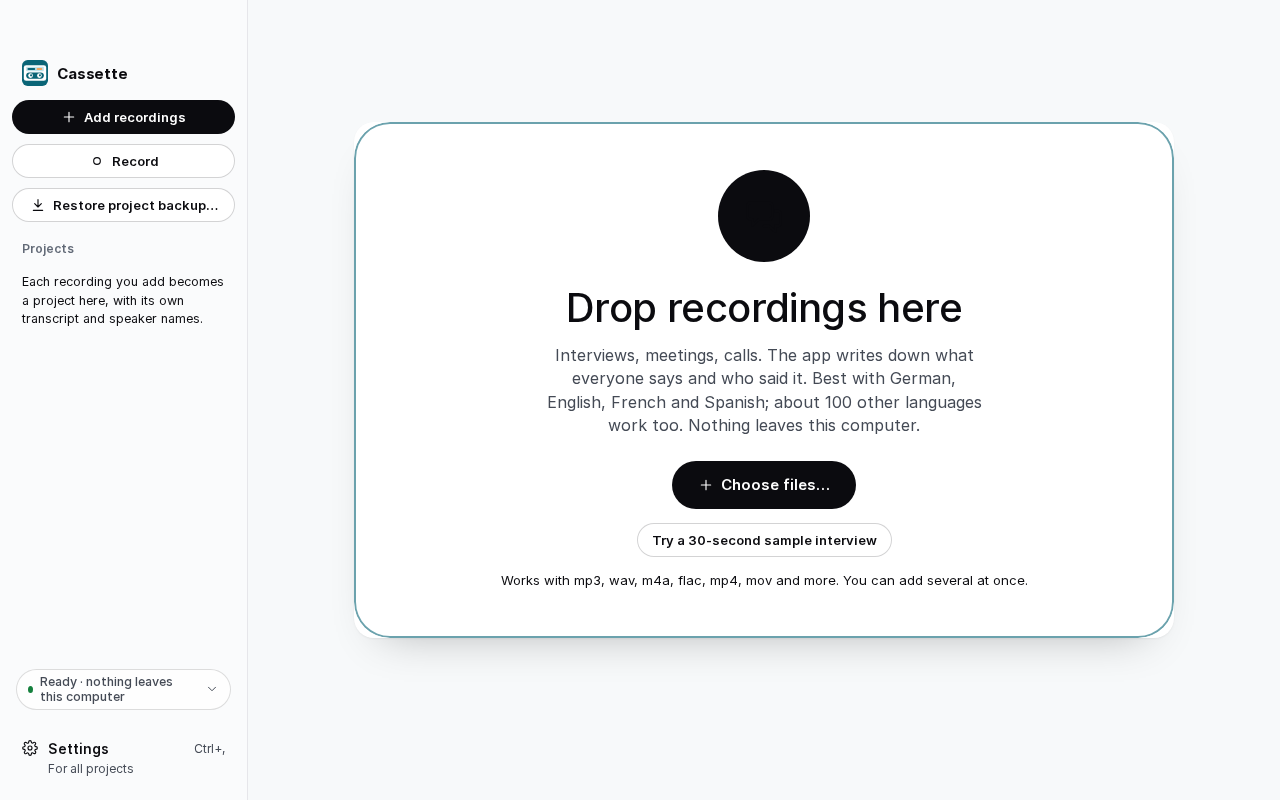 Cassette
Add recordings
Record
Restore project backup…
Projects
Each recording you add becomes
a project here, with its own
transcript and speaker names.
Drop recordings here
Interviews, meetings, calls. The app writes down what
everyone says and who said it. Best with German,
English, French and Spanish; about 100 other languages
work too. Nothing leaves this computer.
Choose files…
Try a 30-second sample interview
Works with mp3, wav, m4a, flac, mp4, mov and more. You can add several at once.
Ready · nothing leaves
this computer
Settings Ctrl+,
For all projects